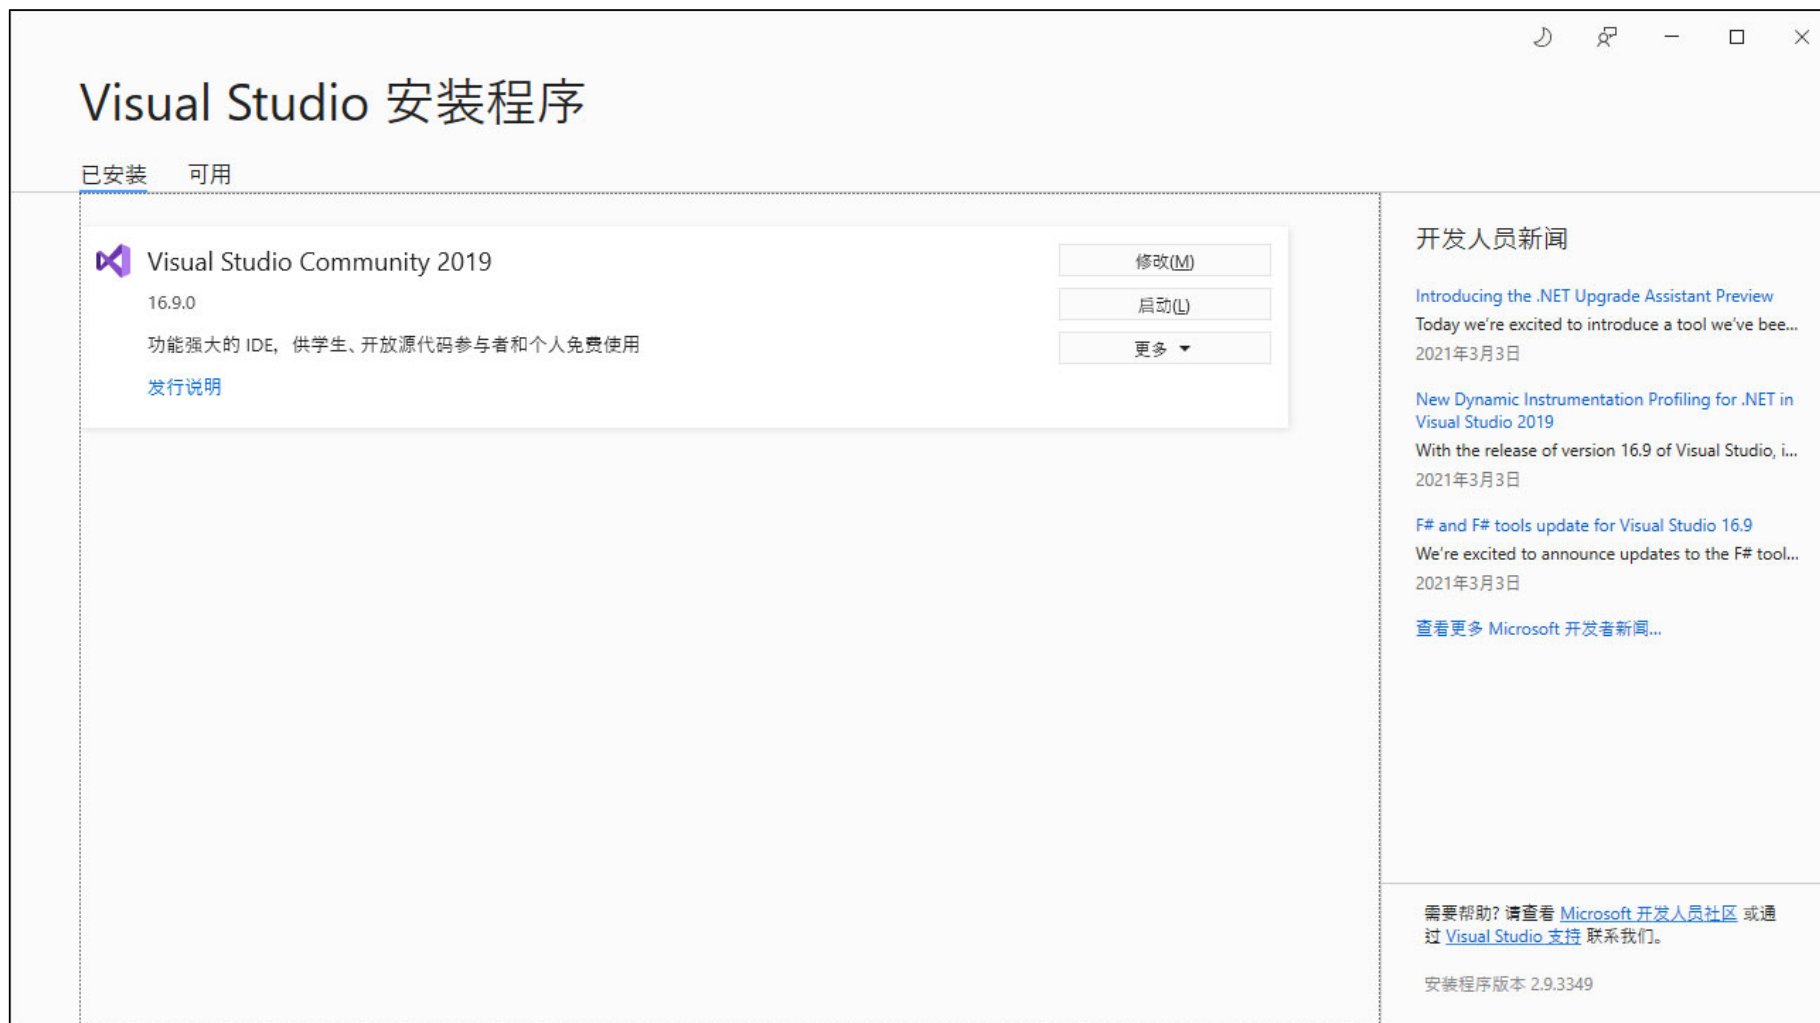 Visual Studio 安装程序
已安装 可用
Visual Studio Community 2019
16.9.0
功能强大的 IDE，供学生、开放源代码参与者和个人免费使用
发行说明
修改(M)
启动(L)
更多
开发人员新闻
Introducing the .NET Upgrade Assistant Preview
Today we're excited to introduce a tool we've bee...
2021年3月3日
New Dynamic Instrumentation Profiling for .NET in
Visual Studio 2019
With the release of version 16.9 of Visual Studio, i...
2021年3月3日
F# and F# tools update for Visual Studio 16.9
We're excited to announce updates to the F# tool...
2021年3月3日
查看更多 Microsoft 开发者新闻...
需要帮助? 请查看 Microsoft 开发人员社区 或通
过 Visual Studio 支持 联系我们。
安装程序版本 2.9.3349